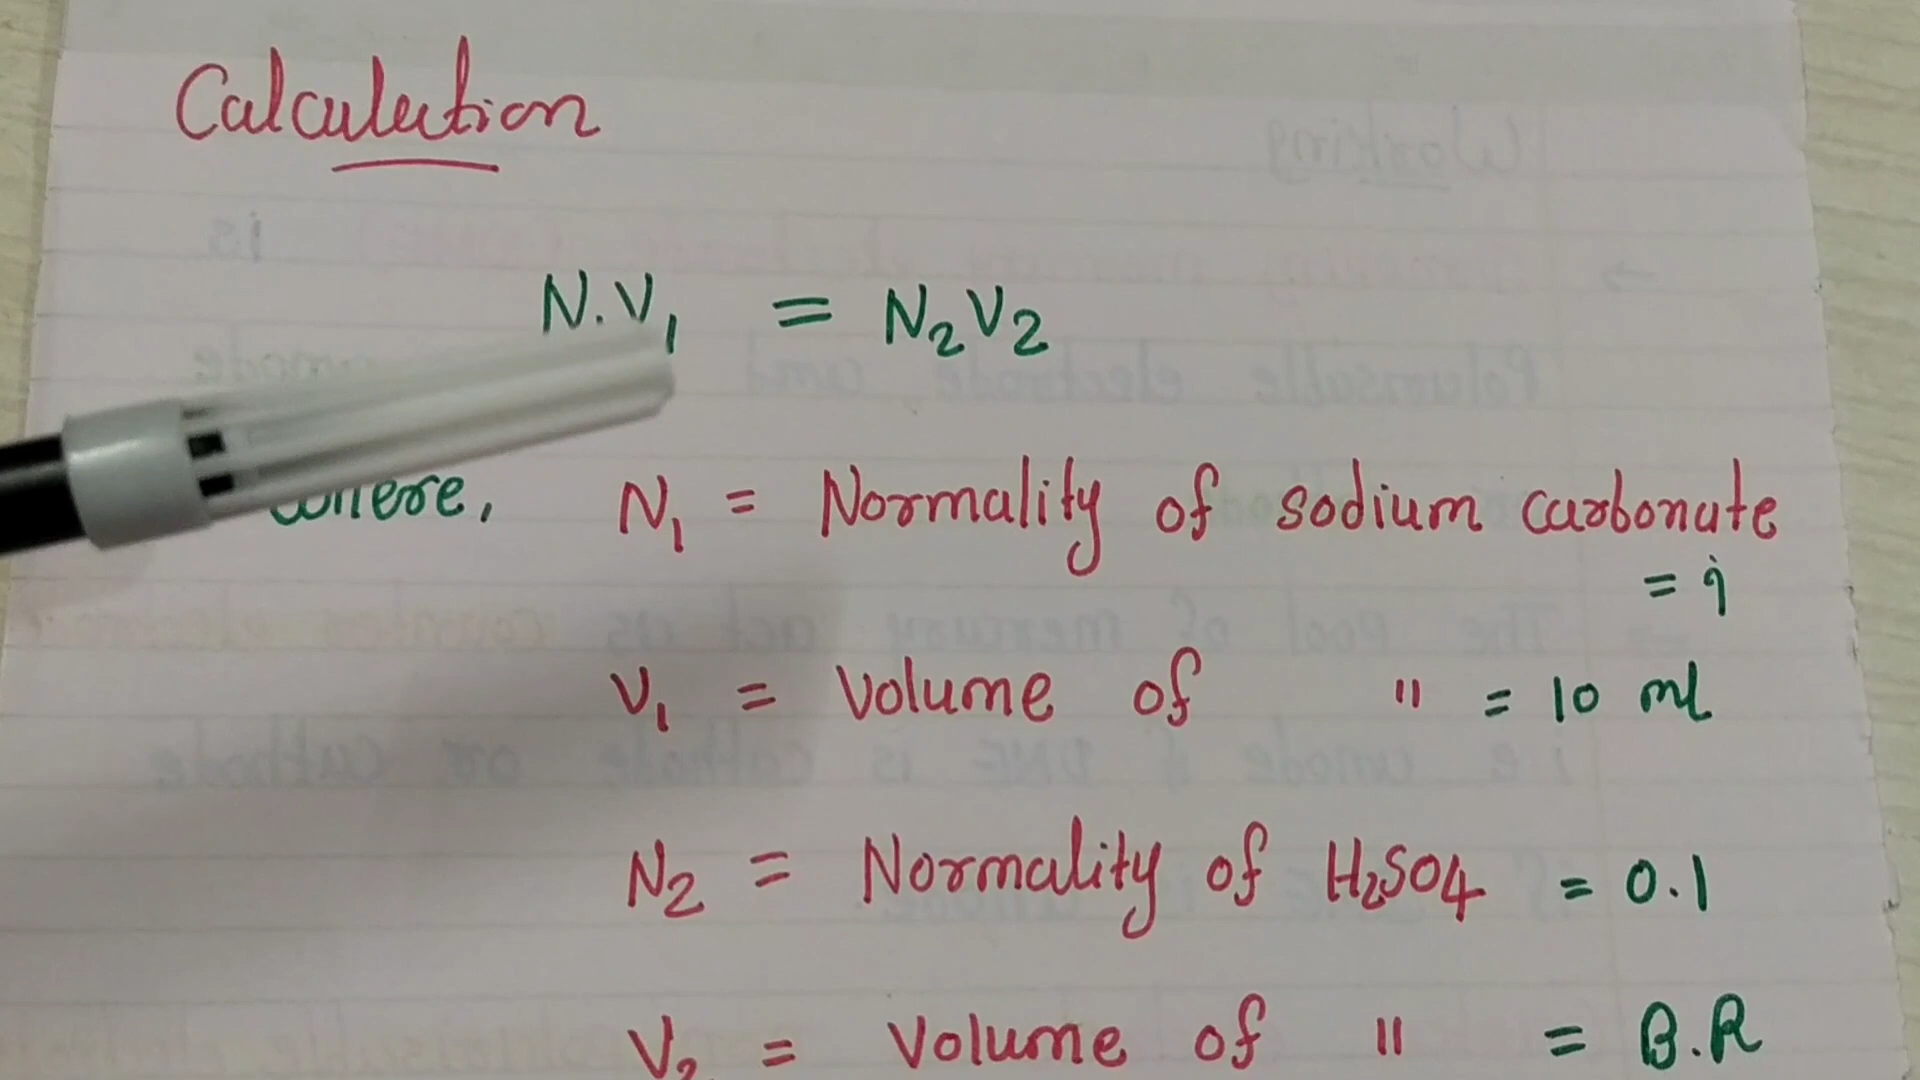 Calculation
N.V1 = N2V2
where, N1 = Normality of sodium carbonate
= ?
V1 = Volume of " = 10 ml
N2 = Normality of H2SO4 = 0.1
V2 = Volume of " = B.R